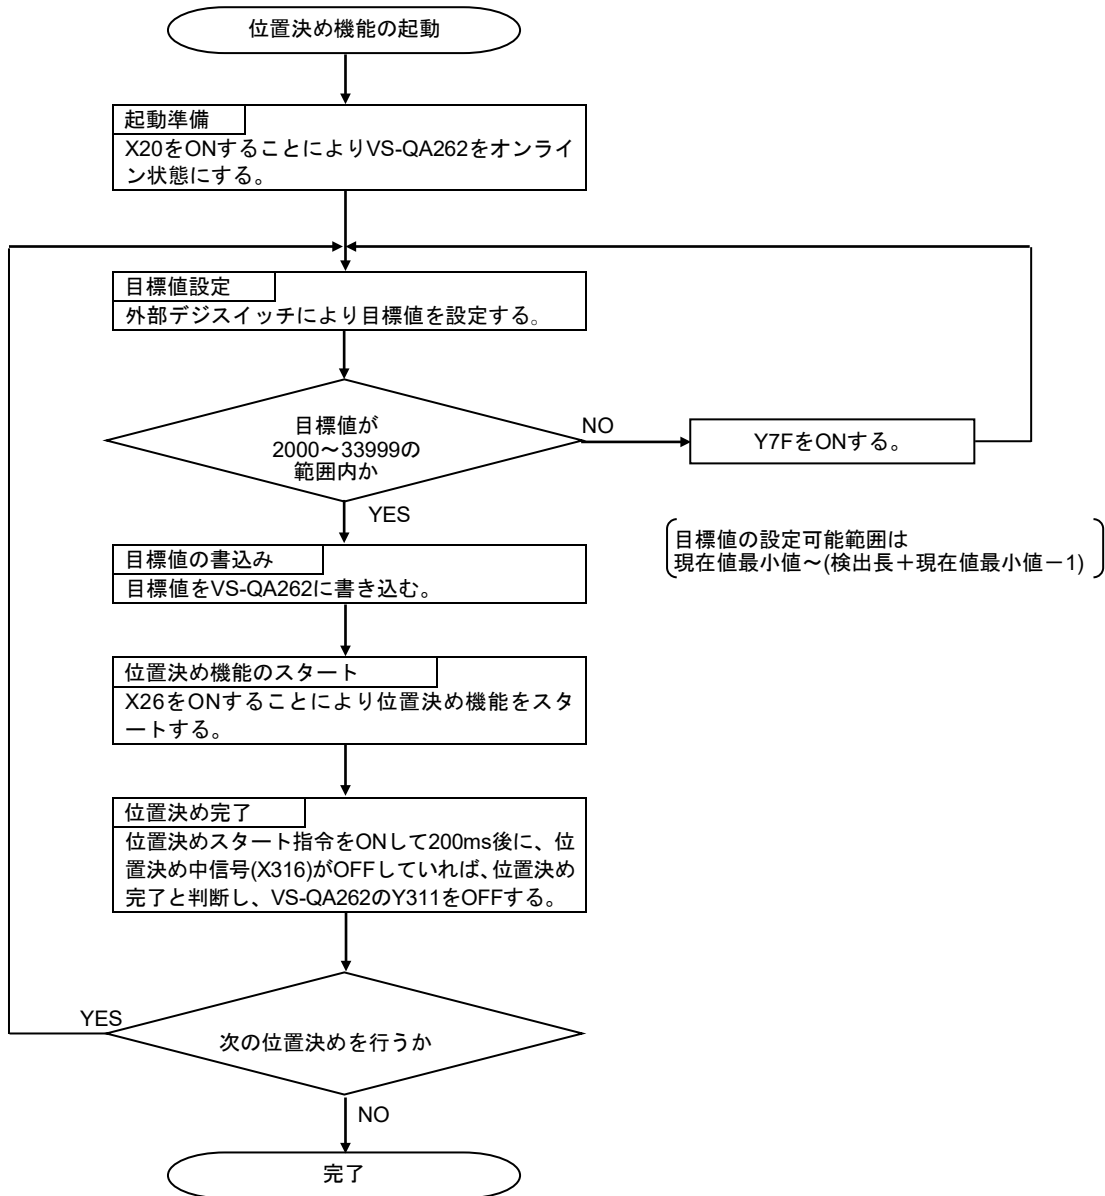 位置決め機能の起動
起動準備
X20をONすることによりVS-QA262をオンライ
ン状態にする。
目標値設定
外部デジスイッチにより目標値を設定する。
目標値が
2000～33999の
範囲内か
NO
Y7FをONする。
YES
目標値の設定可能範囲は
現在値最小値～(検出長＋現在値最小値－1)
目標値の書込み
目標値をVS-QA262に書き込む。
位置決め機能のスタート
X26をONすることにより位置決め機能をスタ
ートする。
位置決め完了
位置決めスタート指令をONして200ms後に、位
置決め中信号(X316)がOFFしていれば、位置決め
完了と判断し、VS-QA262のY311をOFFする。
YES
次の位置決めを行うか
NO
完了